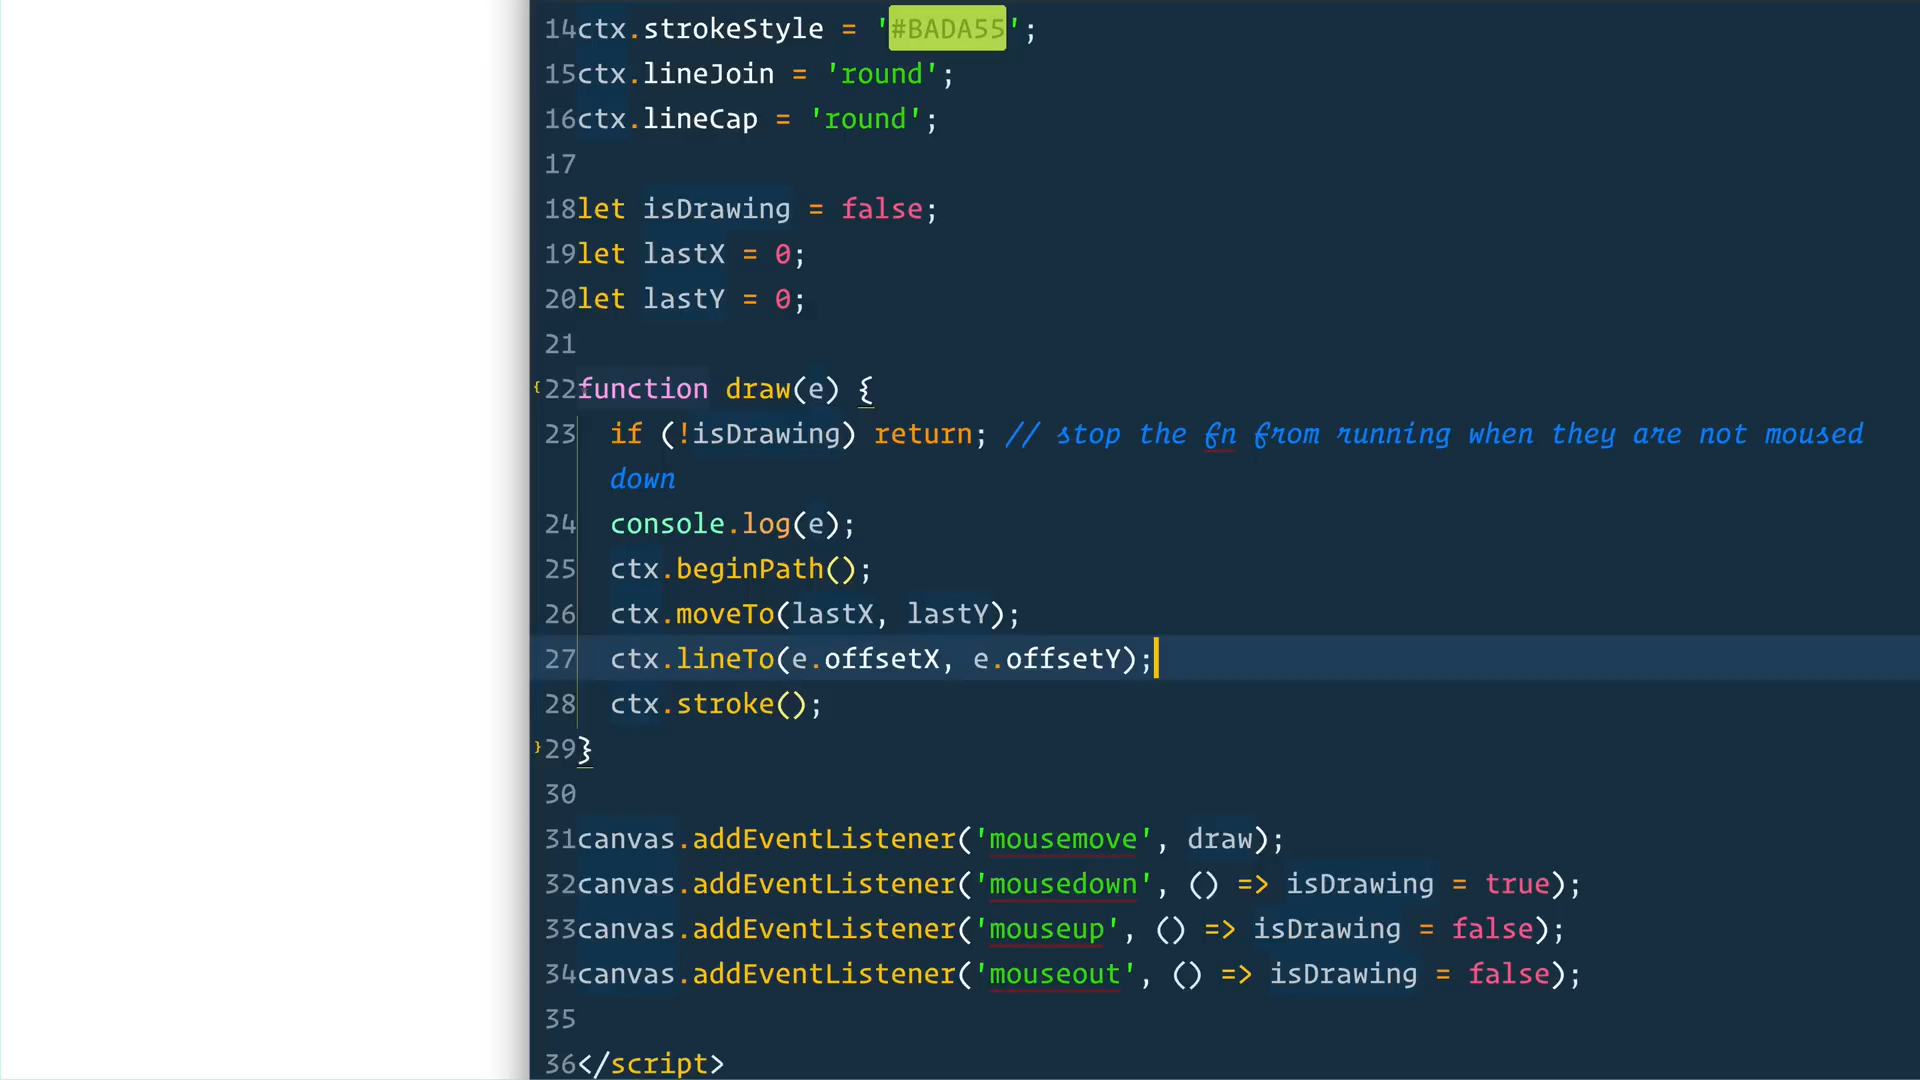 14ctx.strokeStyle = '#BADA55';
15ctx.lineJoin = 'round';
16ctx.lineCap = 'round';
17
18let isDrawing = false;
19let lastX = 0;
20let lastY = 0;
21
{ 22function draw(e) {
23 if (!isDrawing) return; // stop the fn from running when they are not moused
down
24 console.log(e);
25 ctx.beginPath();
26 ctx.moveTo(lastX, lastY);
27 ctx.lineTo(e.offsetX, e.offsetY);
28 ctx.stroke();
} 29}
30
31canvas.addEventListener('mousemove', draw);
32canvas.addEventListener('mousedown', () => isDrawing = true);
33canvas.addEventListener('mouseup', () => isDrawing = false);
34canvas.addEventListener('mouseout', () => isDrawing = false);
35
36</script>